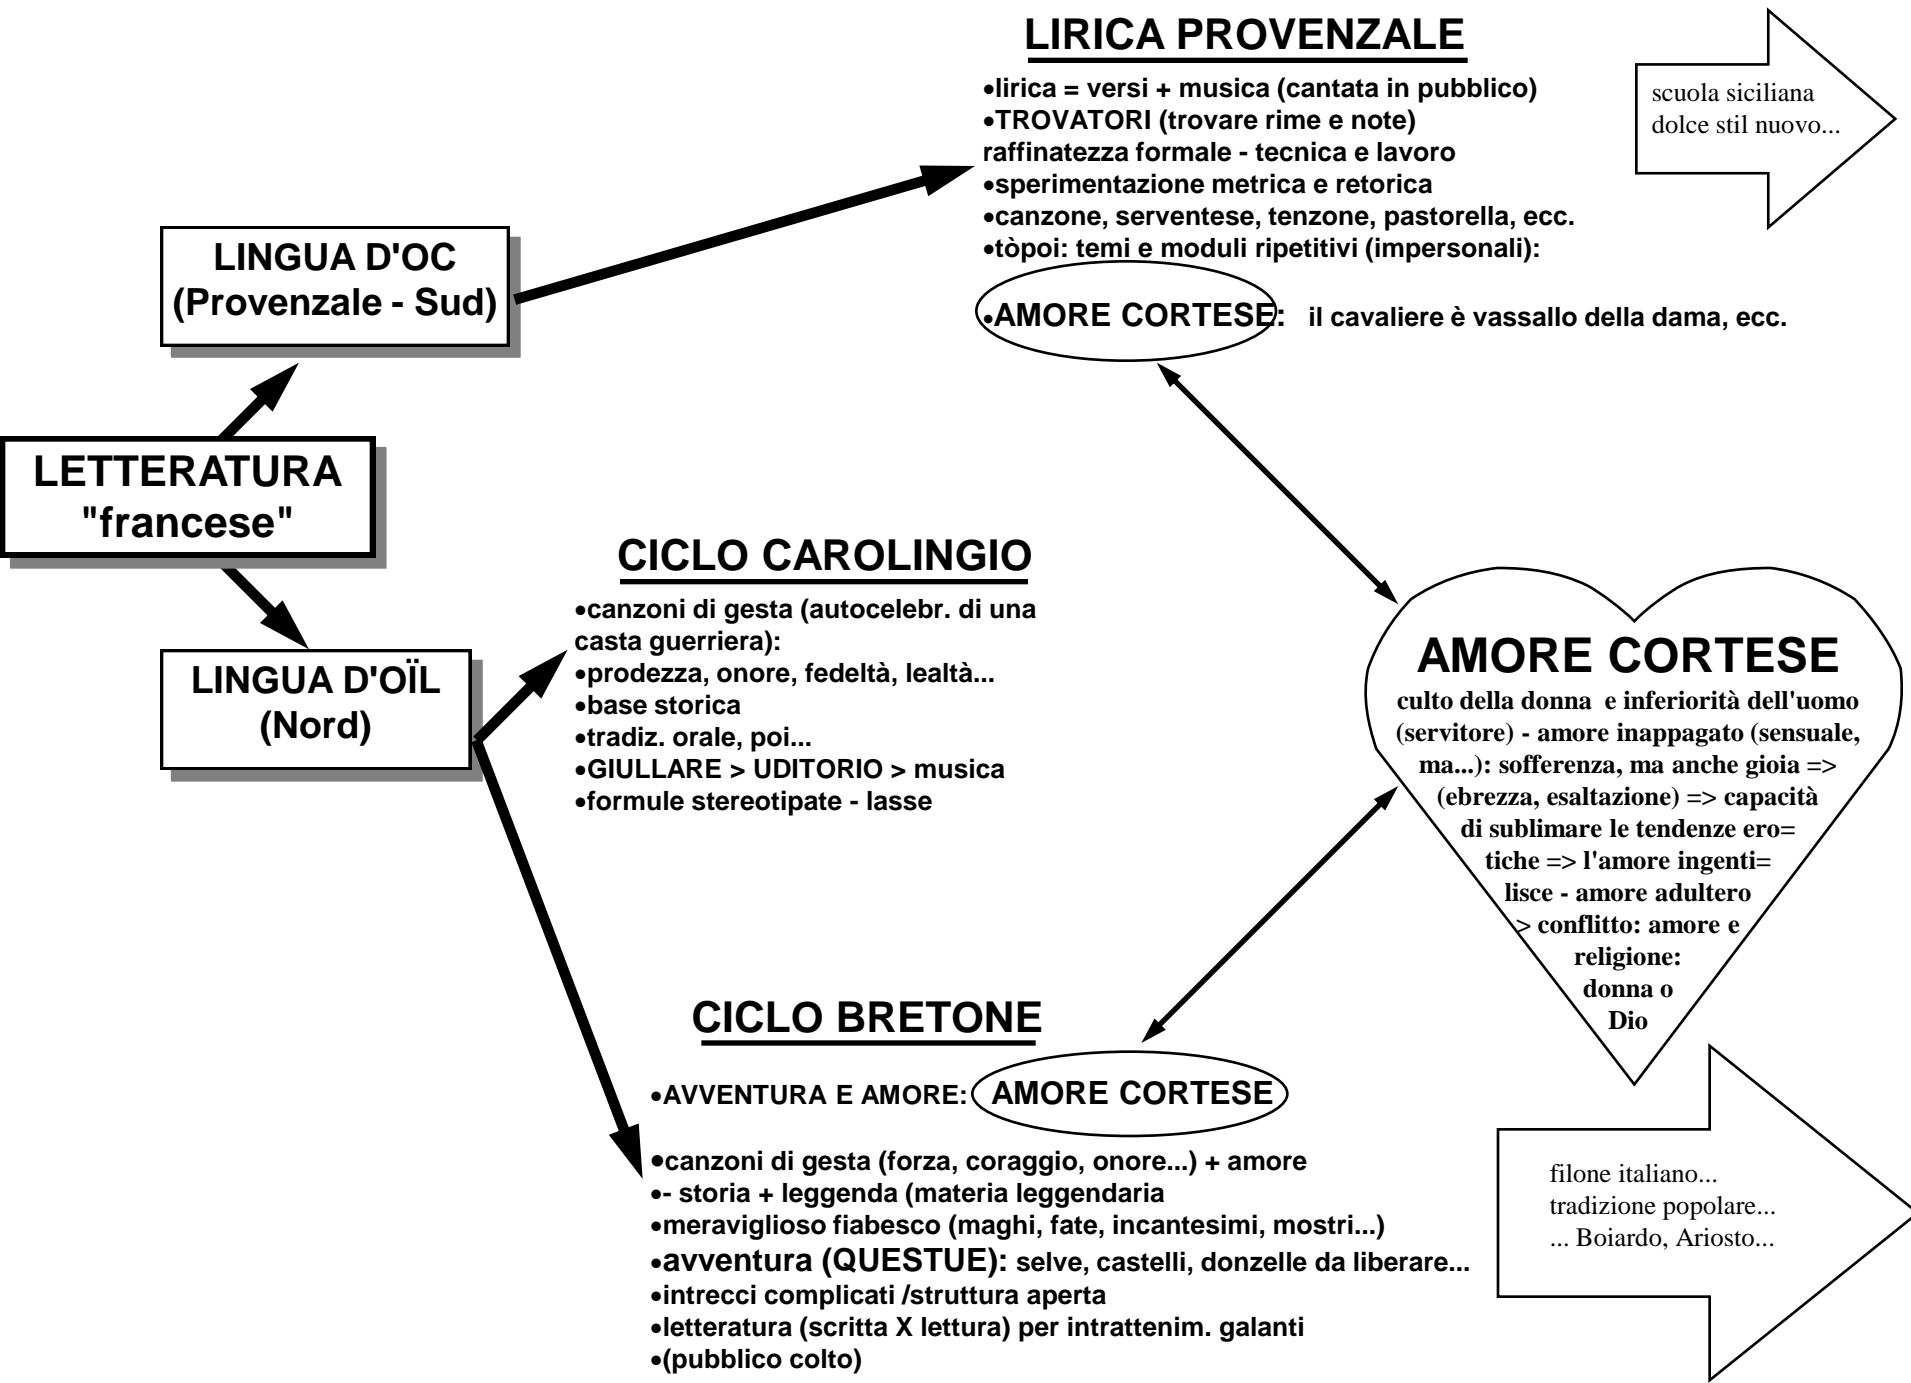 LIRICA PROVENZALE
•lirica = versi + musica (cantata in pubblico)
•TROVATORI (trovare rime e note)
raffinatezza formale - tecnica e lavoro
•sperimentazione metrica e retorica
•canzone, serventese, tenzone, pastorella, ecc.
•tòpoi: temi e moduli ripetitivi (impersonali):
•AMORE CORTESE: il cavaliere è vassallo della dama, ecc.
scuola siciliana
dolce stil nuovo...
LINGUA D'OC
(Provenzale - Sud)
LETTERATURA
"francese"
LINGUA D'OÏL
(Nord)
CICLO CAROLINGIO
•canzoni di gesta (autocelebr. di una
casta guerriera):
•prodezza, onore, fedeltà, lealtà...
•base storica
•tradiz. orale, poi...
•GIULLARE > UDITORIO > musica
•formule stereotipate - lasse
AMORE CORTESE
culto della donna e inferiorità dell'uomo
(servitore) - amore inappagato (sensuale,
ma...): sofferenza, ma anche gioia =>
(ebrezza, esaltazione) => capacità
di sublimare le tendenze ero=
tiche => l'amore ingenti=
lisce - amore adultero
> conflitto: amore e
religione:
donna o
Dio
CICLO BRETONE
•AVVENTURA E AMORE: AMORE CORTESE
•canzoni di gesta (forza, coraggio, onore...) + amore
•- storia + leggenda (materia leggendaria
•meraviglioso fiabesco (maghi, fate, incantesimi, mostri...)
•avventura (QUESTUE): selve, castelli, donzelle da liberare...
•intrecci complicati /struttura aperta
•letteratura (scritta X lettura) per intrattenim. galanti
•(pubblico colto)
filone italiano...
tradizione popolare...
... Boiardo, Ariosto...